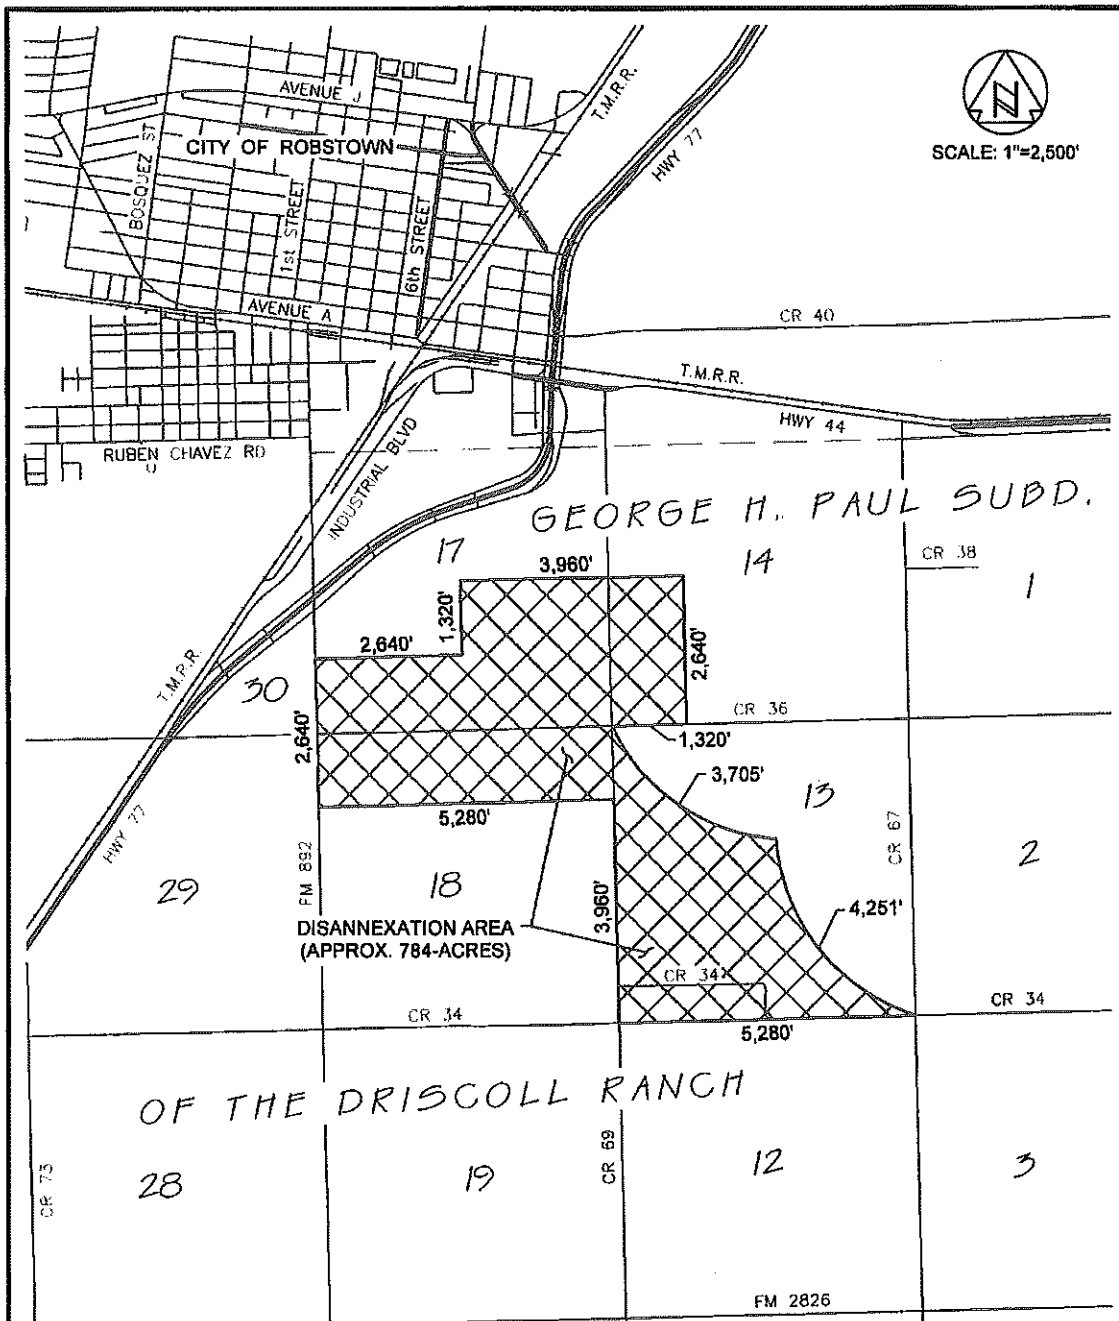 AVENUE J
T.M.R.R.
HWY 77
SCALE: 1"=2,500'
N
CITY OF ROBSTOWN
BOSQUEZ ST
1st STREET
6th STREET
AVENUE A
CR 40
T.M.R.R.
HWY 44
RUBEN CHAVEZ RD
INDUSTRIAL BLVD
GEORGE H. PAUL SUBD.
17
3,960'
14
CR 38
1
1,320'
2,640'
2,640'
T.M.R.R.
30
CR 36
2,640'
1,320'
3,705'
13
5,280'
HWY 77
CR 67
FM 892
2
29
18
3,960'
4,251'
DISANNEXATION AREA
(APPROX. 784-ACRES)
CR 34
CR 34
CR 34
5,280'
OF THE DRISCOLL RANCH
CR 73
28
19
CR 69
12
3
FM 2826